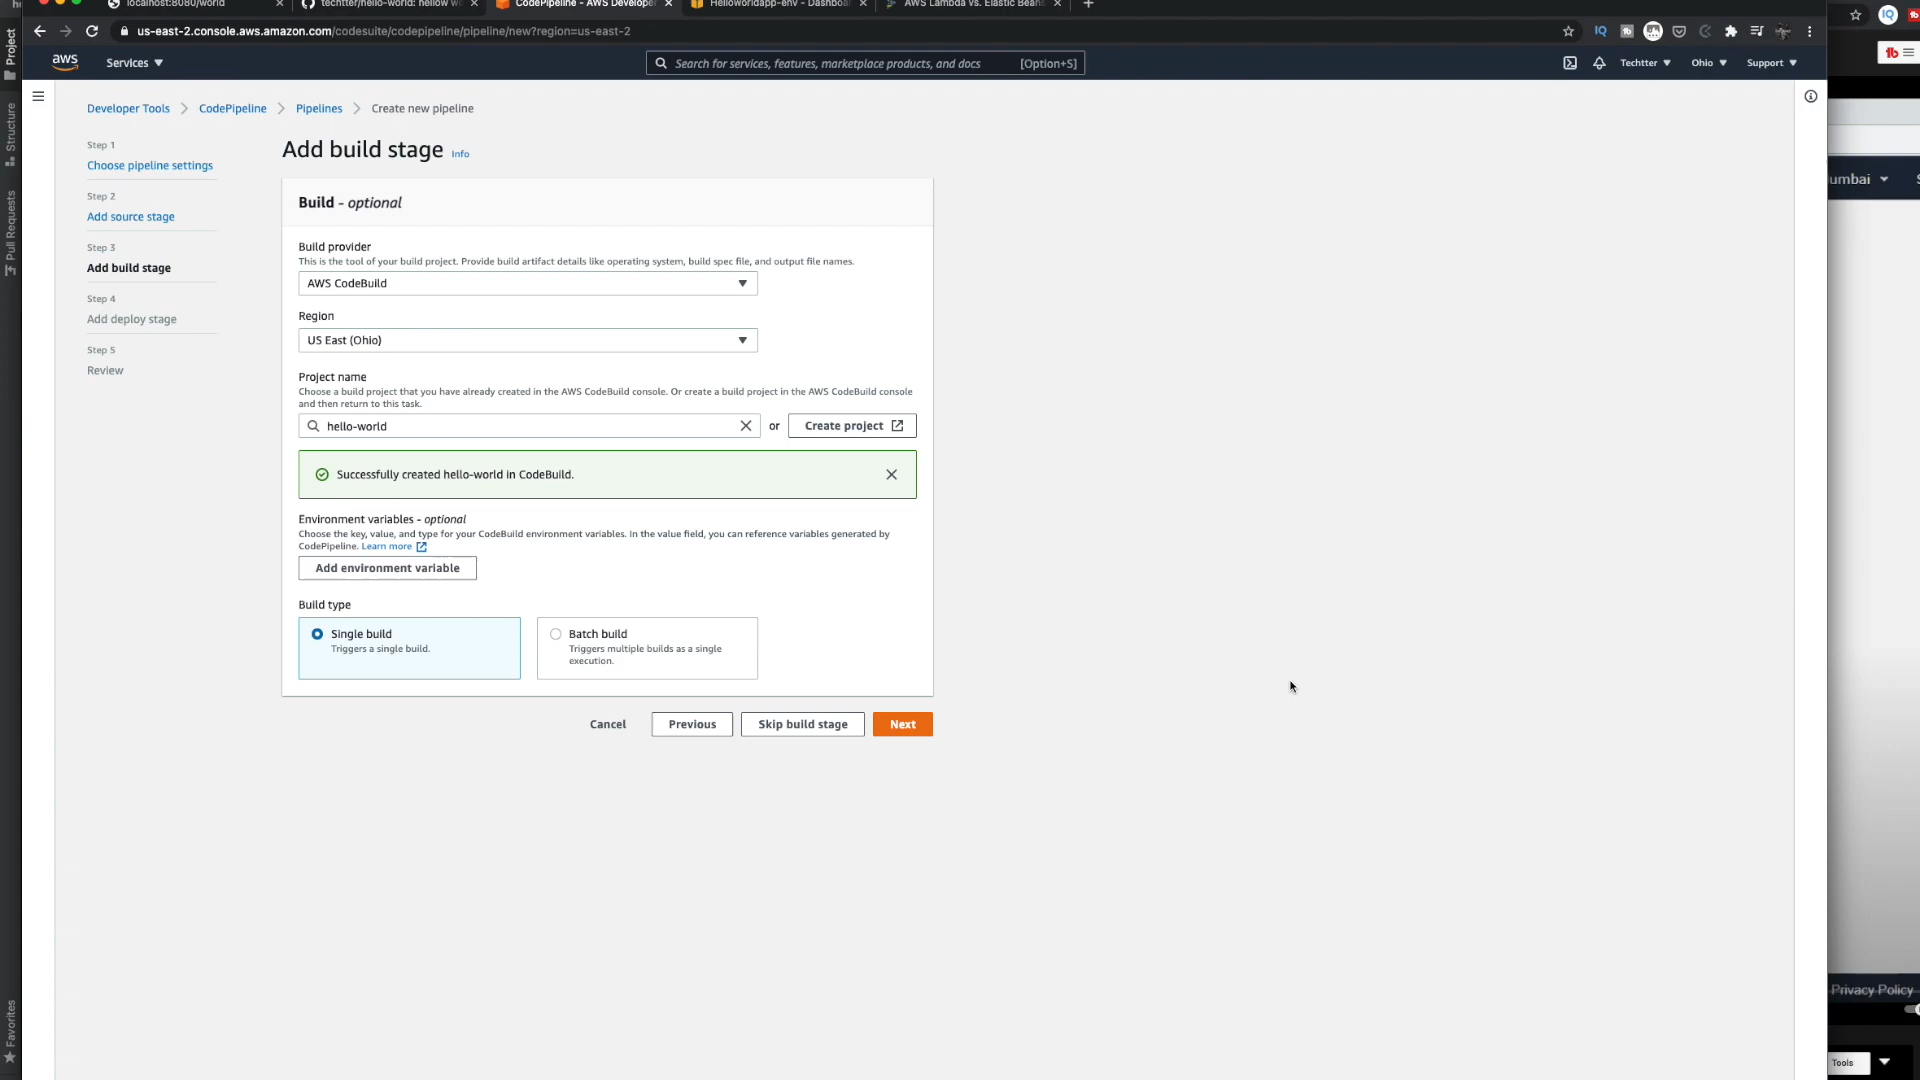 localhost:8080/world
techtter/hello-world: hellow wo
CodePipeline - AWS Developer
Helloworldapp-env - Dashboar
AWS Lambda vs. Elastic Bean
us-east-2.console.aws.amazon.com/codesuite/codepipeline/pipeline/new?region=us-east-2
aws
Services
Search for services, features, marketplace products, and docs
[Option+S]
Techtter
Ohio
Support
Project
Structure
Pull Requests
Favorites
Developer Tools
CodePipeline
Pipelines
Create new pipeline
Step 1
Choose pipeline settings
Step 2
Add source stage
Step 3
Add build stage
Step 4
Add deploy stage
Step 5
Review
Add build stage Info
Build - optional
Build provider
This is the tool of your build project. Provide build artifact details like operating system, build spec file, and output file names.
AWS CodeBuild
Region
US East (Ohio)
Project name
Choose a build project that you have already created in the AWS CodeBuild console. Or create a build project in the AWS CodeBuild console
and then return to this task.
hello-world
or
Create project
Successfully created hello-world in CodeBuild.
Environment variables - optional
Choose the key, value, and type for your CodeBuild environment variables. In the value field, you can reference variables generated by
CodePipeline. Learn more
Add environment variable
Build type
Single build
Triggers a single build.
Batch build
Triggers multiple builds as a single
execution.
Cancel
Previous
Skip build stage
Next
umbai
Privacy Policy
Tools